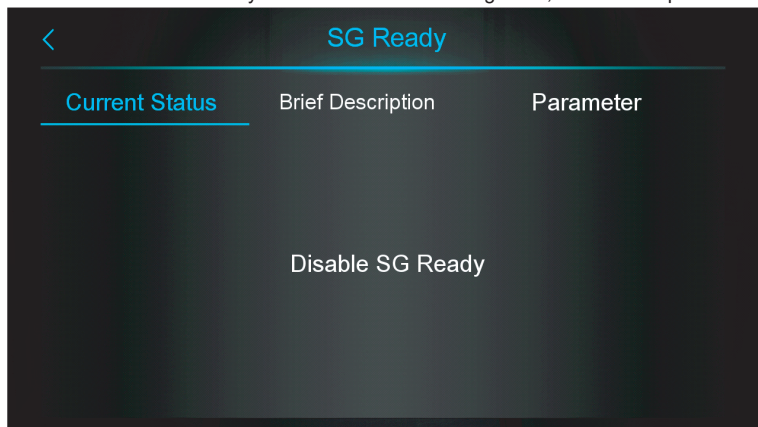 SG Ready
Current Status Brief Description Parameter
Disable SG Ready